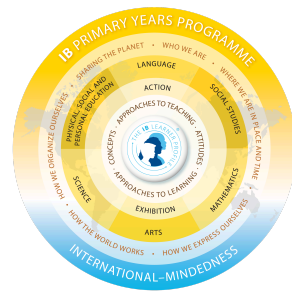 IB PRIMARY YEARS PROGRAMME
SHARING THE PLANET • WHO WE ARE • WHERE WE ARE IN PLACE AND TIME
HOW WE EXPRESS OURSELVES • HOW THE WORLD WORKS • HOW WE ORGANIZE OURSELVES •
LANGUAGE
SOCIAL STUDIES
MATHEMATICS
ARTS
SCIENCE
PHYSICAL, SOCIAL AND
PERSONAL EDUCATION
ACTION
EXHIBITION
APPROACHES TO TEACHING •
ATTITUDES •
APPROACHES TO LEARNING •
CONCEPTS •
THE IB LEARNER PROFILE
INTERNATIONAL–MINDEDNESS